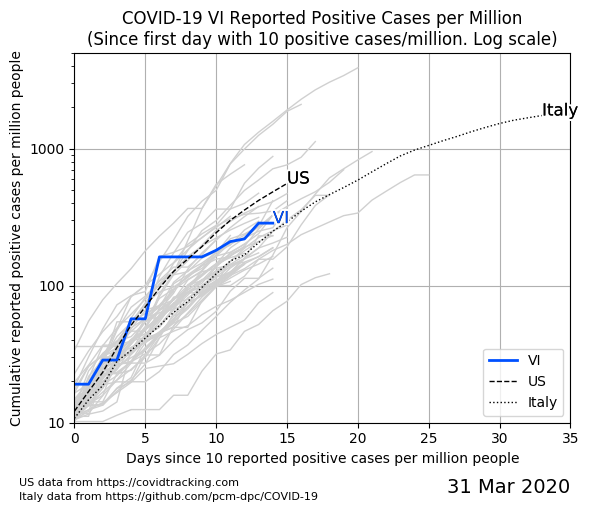 COVID-19 VI Reported Positive Cases per Million
(Since first day with 10 positive cases/million. Log scale)
Cumulative reported positive cases per million people
1000
100
10
Italy
US
VI
VI
US
Italy
0 5 10 15 20 25 30 35
Days since 10 reported positive cases per million people
US data from https://covidtracking.com
Italy data from https://github.com/pcm-dpc/COVID-19
31 Mar 2020